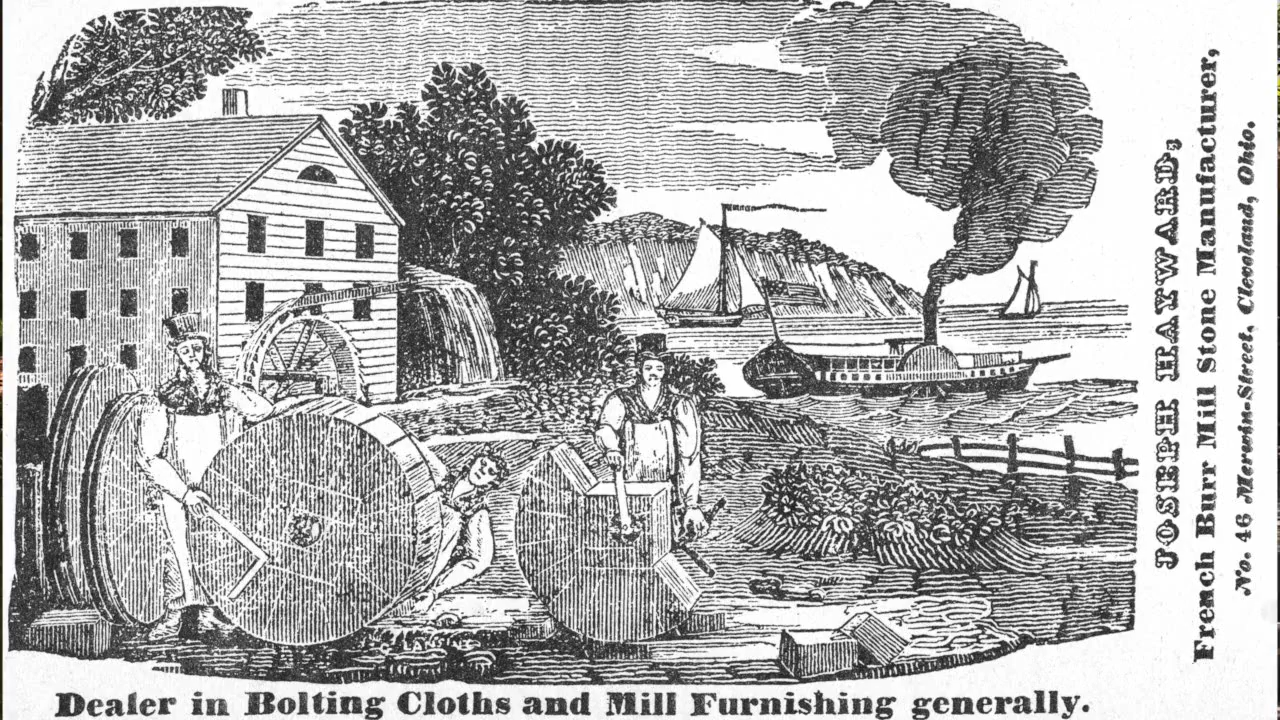 JOSEPH HAYWARD,
French Burr Mill Stone Manufacturer,
No. 46 Merwin-Street, Cleveland, Ohio.
Dealer in Bolting Cloths and Mill Furnishing generally.